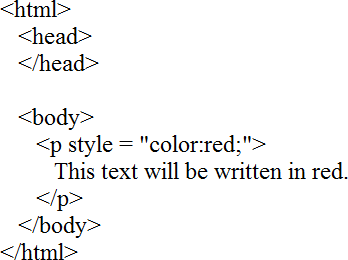 <html>
<head>
</head>
<body>
<p style = "color:red;">
This text will be written in red.
</p>
</body>
</html>